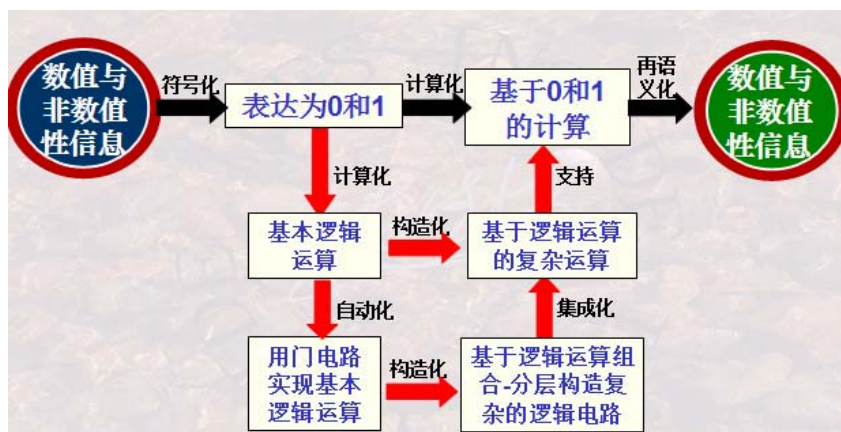 数值与
非数值
性信息
符号化
表达为0和1
计算化
基于0和1
的计算
再语
义化
数值与
非数值
性信息
计算化
支持
基本逻辑
运算
构造化
基于逻辑运算
的复杂运算
自动化
集成化
用门电路
实现基本
逻辑运算
构造化
基于逻辑运算组
合-分层构造复
杂的逻辑电路